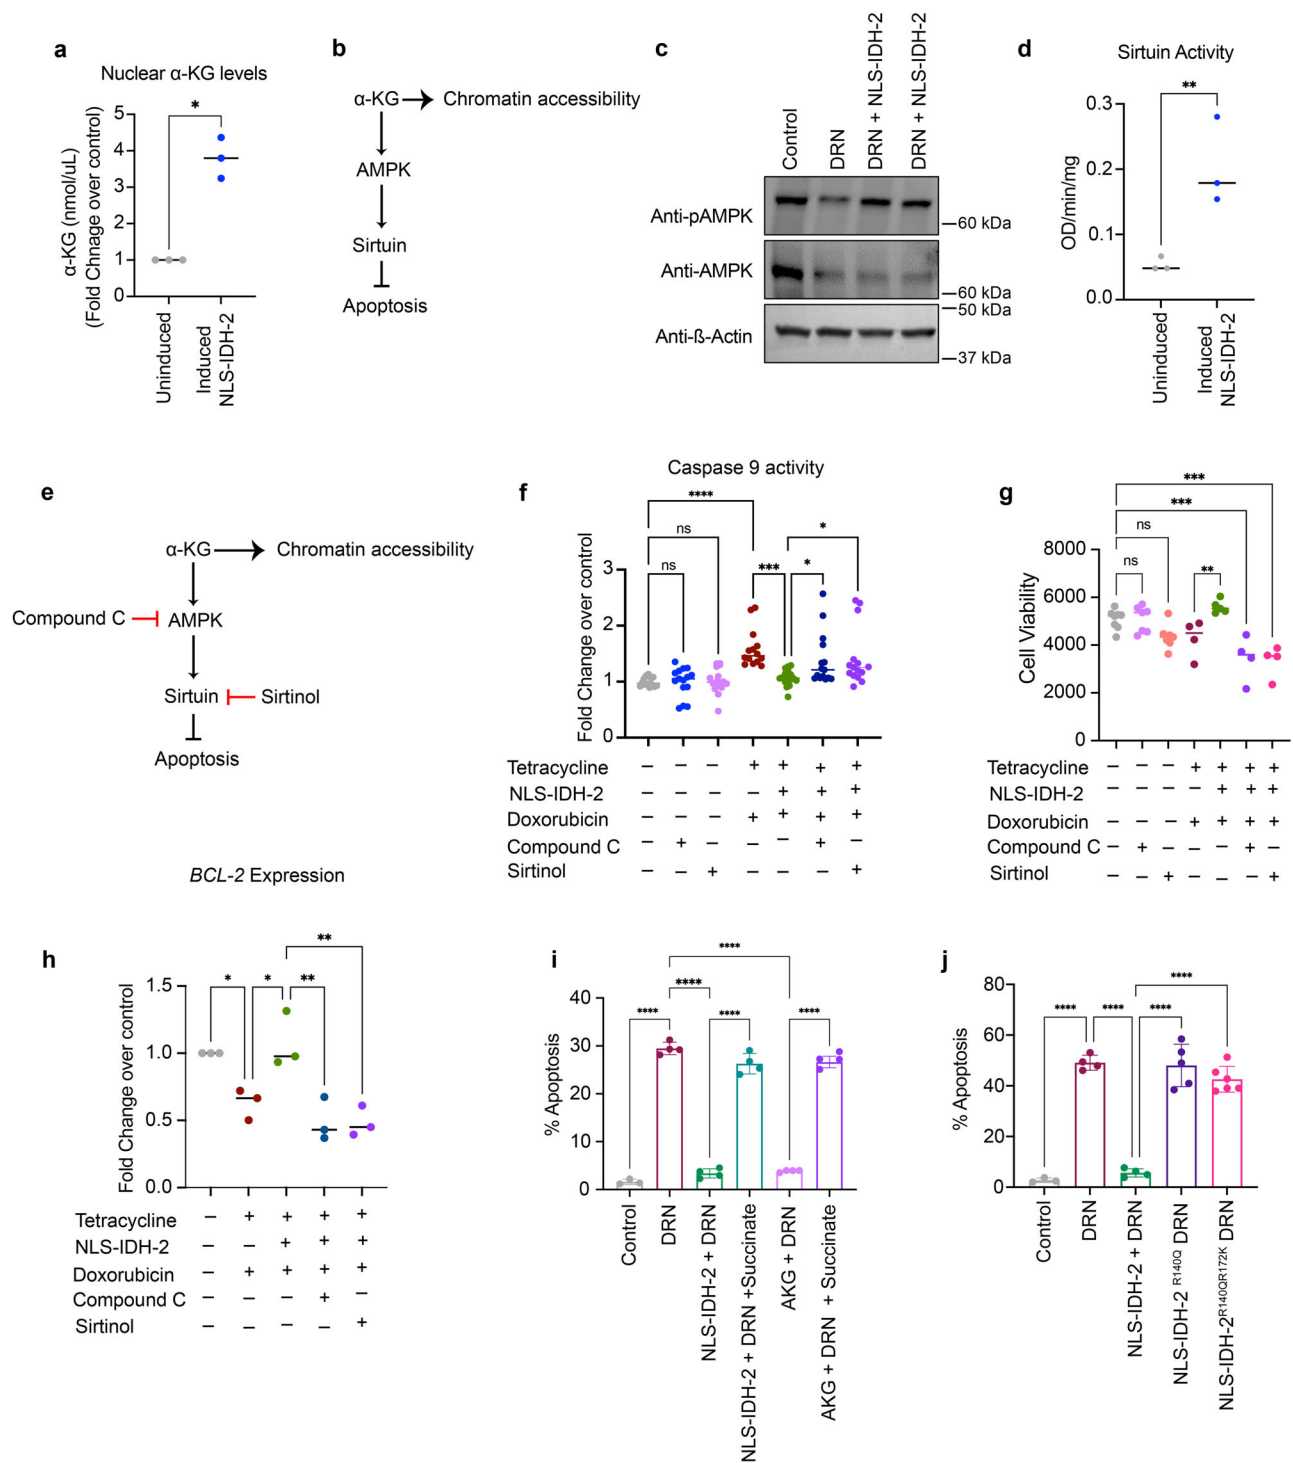 a
Nuclear α-KG levels
*
α-KG (nmol/uL)
(Fold Chnage over control)
5
4
3
2
1
0
Uninduced
Induced
NLS-IDH-2
b
α-KG
Chromatin accessibility
AMPK
Sirtuin
Apoptosis
c
Control
DRN
DRN + NLS-IDH-2
DRN + NLS-IDH-2
Anti-pAMPK
60 kDa
Anti-AMPK
60 kDa
50 kDa
Anti-ß-Actin
37 kDa
d
Sirtuin Activity
**
OD/min/mg
0.3
0.2
0.1
0.0
Uninduced
Induced
NLS-IDH-2
e
α-KG
Chromatin accessibility
Compound C
AMPK
Sirtuin
Sirtinol
Apoptosis
f
Caspase 9 activity
****
ns
*
ns
***
*
Fold Change over control
3
2
1
0
Tetracycline – – – + + + +
NLS-IDH-2 – – – – + + +
Doxorubicin – – – + + + +
Compound C – + – – – + –
Sirtinol – – + – – – +
g
***
***
ns
ns
**
Cell Viability
8000
6000
4000
2000
0
Tetracycline – – – + + + +
NLS-IDH-2 – – – – + + +
Doxorubicin – – – + + + +
Compound C – + – – – + –
Sirtinol – – + – – – +
h
BCL-2 Expression
**
*
*
**
Fold Change over control
1.5
1.0
0.5
0.0
Tetracycline – + + + +
NLS-IDH-2 – – + + +
Doxorubicin – + + + +
Compound C – – – + –
Sirtinol – – – – +
i
****
****
****
****
****
% Apoptosis
40
30
20
10
0
Control
DRN
NLS-IDH-2 + DRN
NLS-IDH-2 + DRN +Succinate
AKG + DRN
AKG + DRN + Succinate
j
****
****
****
****
% Apoptosis
80
60
40
20
0
Control
DRN
NLS-IDH-2 + DRN
NLS-IDH-2 R140Q DRN
NLS-IDH-2R140QR172K DRN